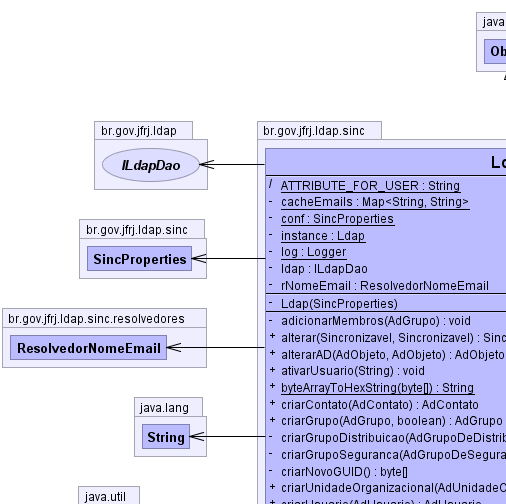 java
Ob
br.gov.jfrj.ldap
ILdapDao
br.gov.jfrj.ldap.sinc
SincProperties
br.gov.jfrj.ldap.sinc.resolvedores
ResolvedorNomeEmail
java.lang
String
java.util
br.gov.jfrj.ldap.sinc
Ld
/ ATTRIBUTE_FOR_USER : String
- cacheEmails : Map<String, String>
- conf : SincProperties
- instance : Ldap
- log : Logger
- ldap : ILdapDao
- rNomeEmail : ResolvedorNomeEmail
- Ldap(SincProperties)
- adicionarMembros(AdGrupo) : void
+ alterar(Sincronizavel, Sincronizavel) : Sinc
+ alterarAD(AdObjeto, AdObjeto) : AdObjeto
+ ativarUsuario(String) : void
+ byteArrayToHexString(byte[]) : String
+ criarContato(AdContato) : AdContato
+ criarGrupo(AdGrupo, boolean) : AdGrupo
- criarGrupoDistribuicao(AdGrupoDeDistrib
- criarGrupoSeguranca(AdGrupoDeSegura
- criarNovoGUID() : byte[]
+ criarUnidadeOrganizacional(AdUnidadeO
+ criarUsuario(AdUsuario) : AdUsuario